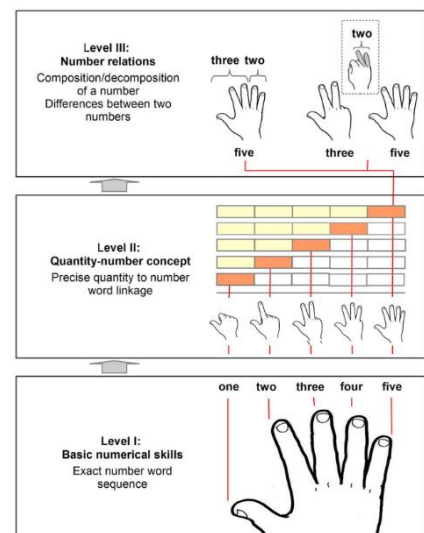 Level III:
Number relations
Composition/decomposition
of a number
Differences between two
numbers
three two
five
two
three five
Level II:
Quantity-number concept
Precise quantity to number
word linkage
one two three four five
Level I:
Basic numerical skills
Exact number word
sequence